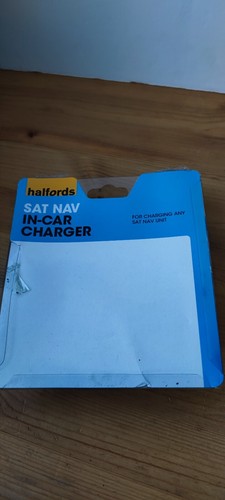 halfords
SAT NAV
IN-CAR
CHARGER
FOR CHARGING ANY
SAT NAV UNIT